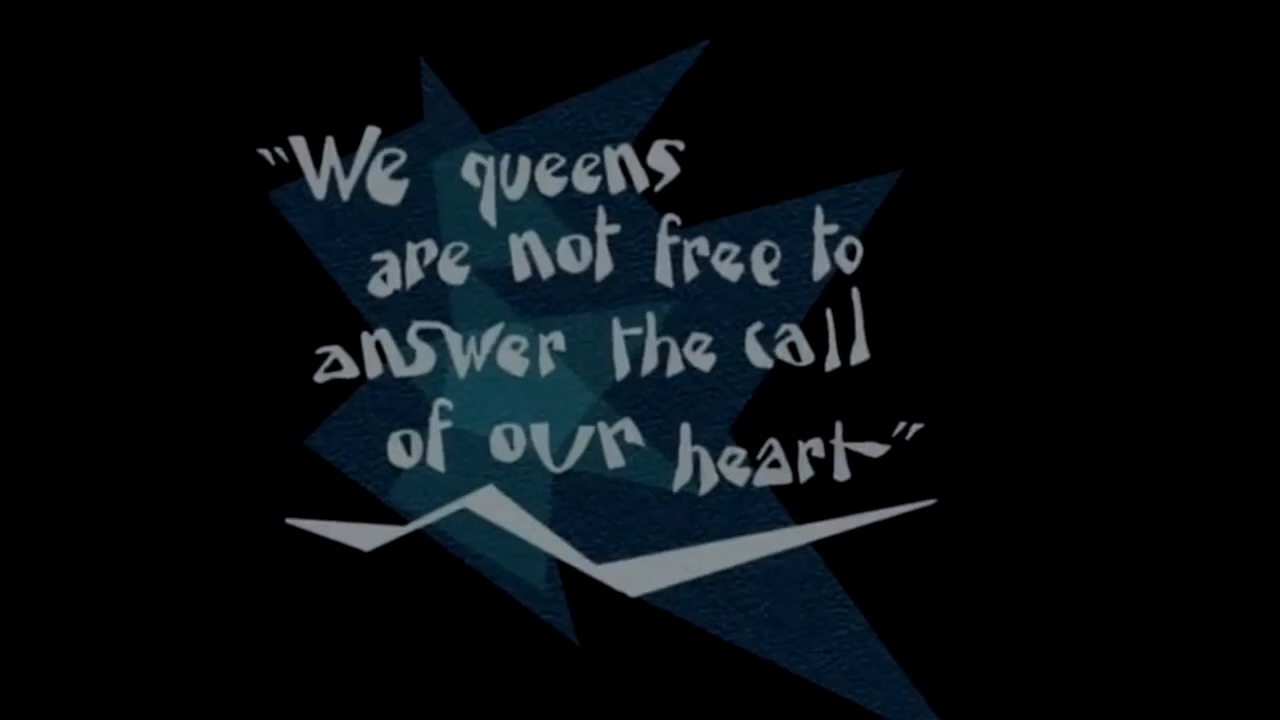 “We queens
are not free to
answer the call
of our heart”